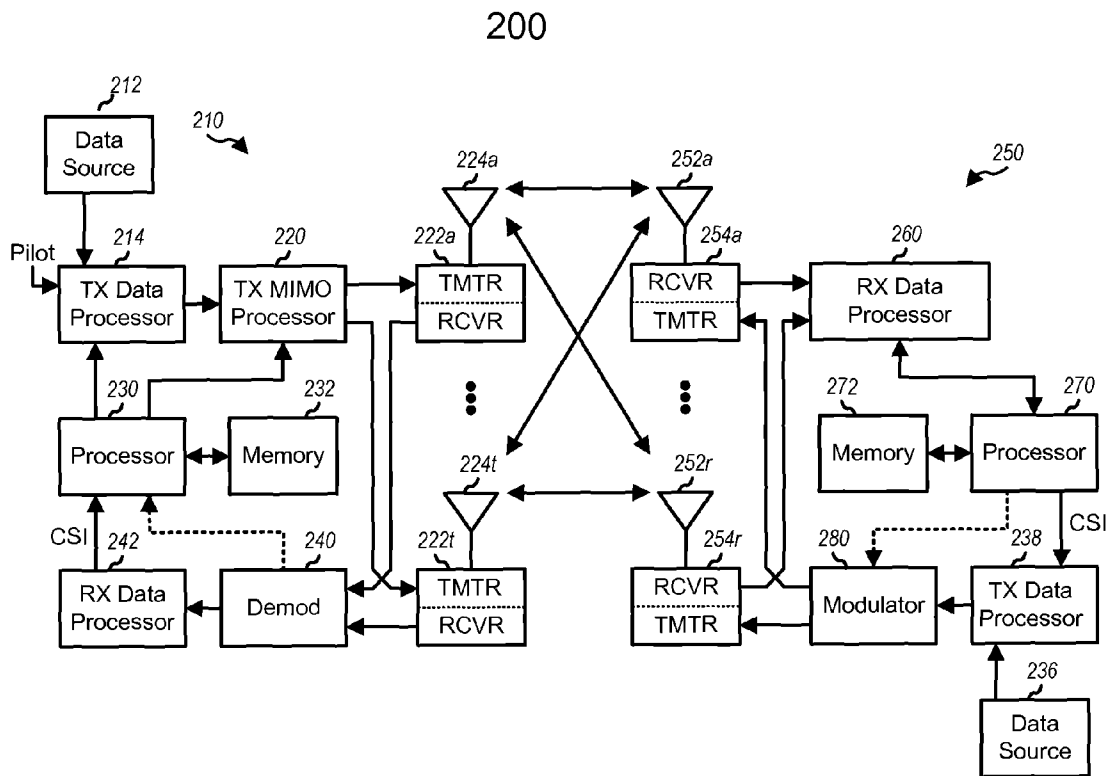 200
212
Data
Source
210
224a
252a
250
Pilot
214
TX Data
Processor
220
TX MIMO
Processor
222a
TMTR
RCVR
254a
RCVR
TMTR
260
RX Data
Processor
230
Processor
232
Memory
272
Memory
270
Processor
224t
252r
CSI
242
RX Data
Processor
240
Demod
222t
TMTR
RCVR
254r
RCVR
TMTR
280
Modulator
CSI
238
TX Data
Processor
236
Data
Source